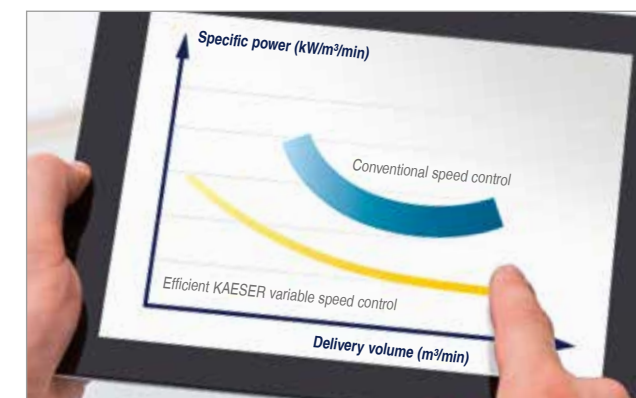 Specific power (kW/m³/min)
Conventional speed control
Efficient KAESER variable speed control
Delivery volume (m³/min)